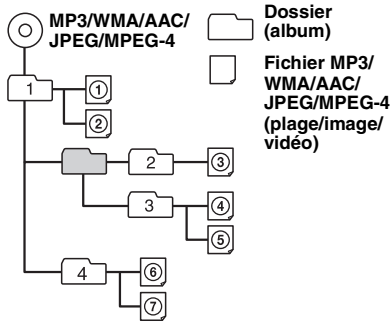 MP3/WMA/AAC/
JPEG/MPEG-4
Dossier
(album)
Fichier MP3/
WMA/AAC/
JPEG/MPEG-4
(plage/image/
vidéo)
1
①
②
2
③
3
④
⑤
4
⑥
⑦